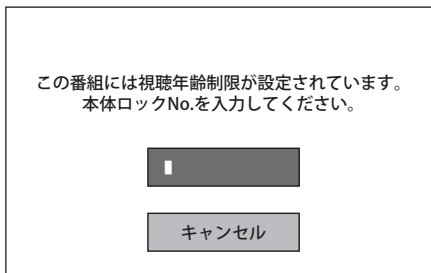 この番組には視聴年齢制限が設定されています。
本体ロックNo.を入力してください。
キャンセル